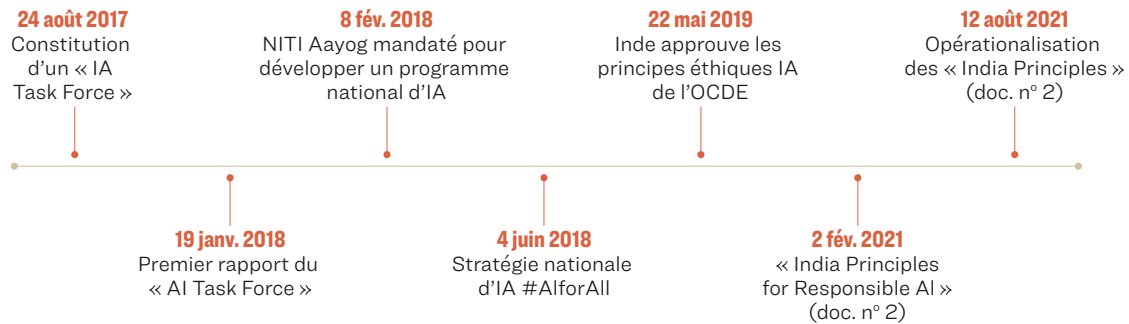 24 août 2017
Constitution
d’un « IA
Task Force »
8 fév. 2018
NITI Aayog mandaté pour
développer un programme
national d’IA
22 mai 2019
Inde approuve les
principes éthiques IA
de l’OCDE
12 août 2021
Opérationalisation
des « India Principles »
(doc. nº 2)
19 janv. 2018
Premier rapport du
« AI Task Force »
4 juin 2018
Stratégie nationale
d’IA #AIforAll
2 fév. 2021
« India Principles
for Responsible AI »
(doc. nº 2)